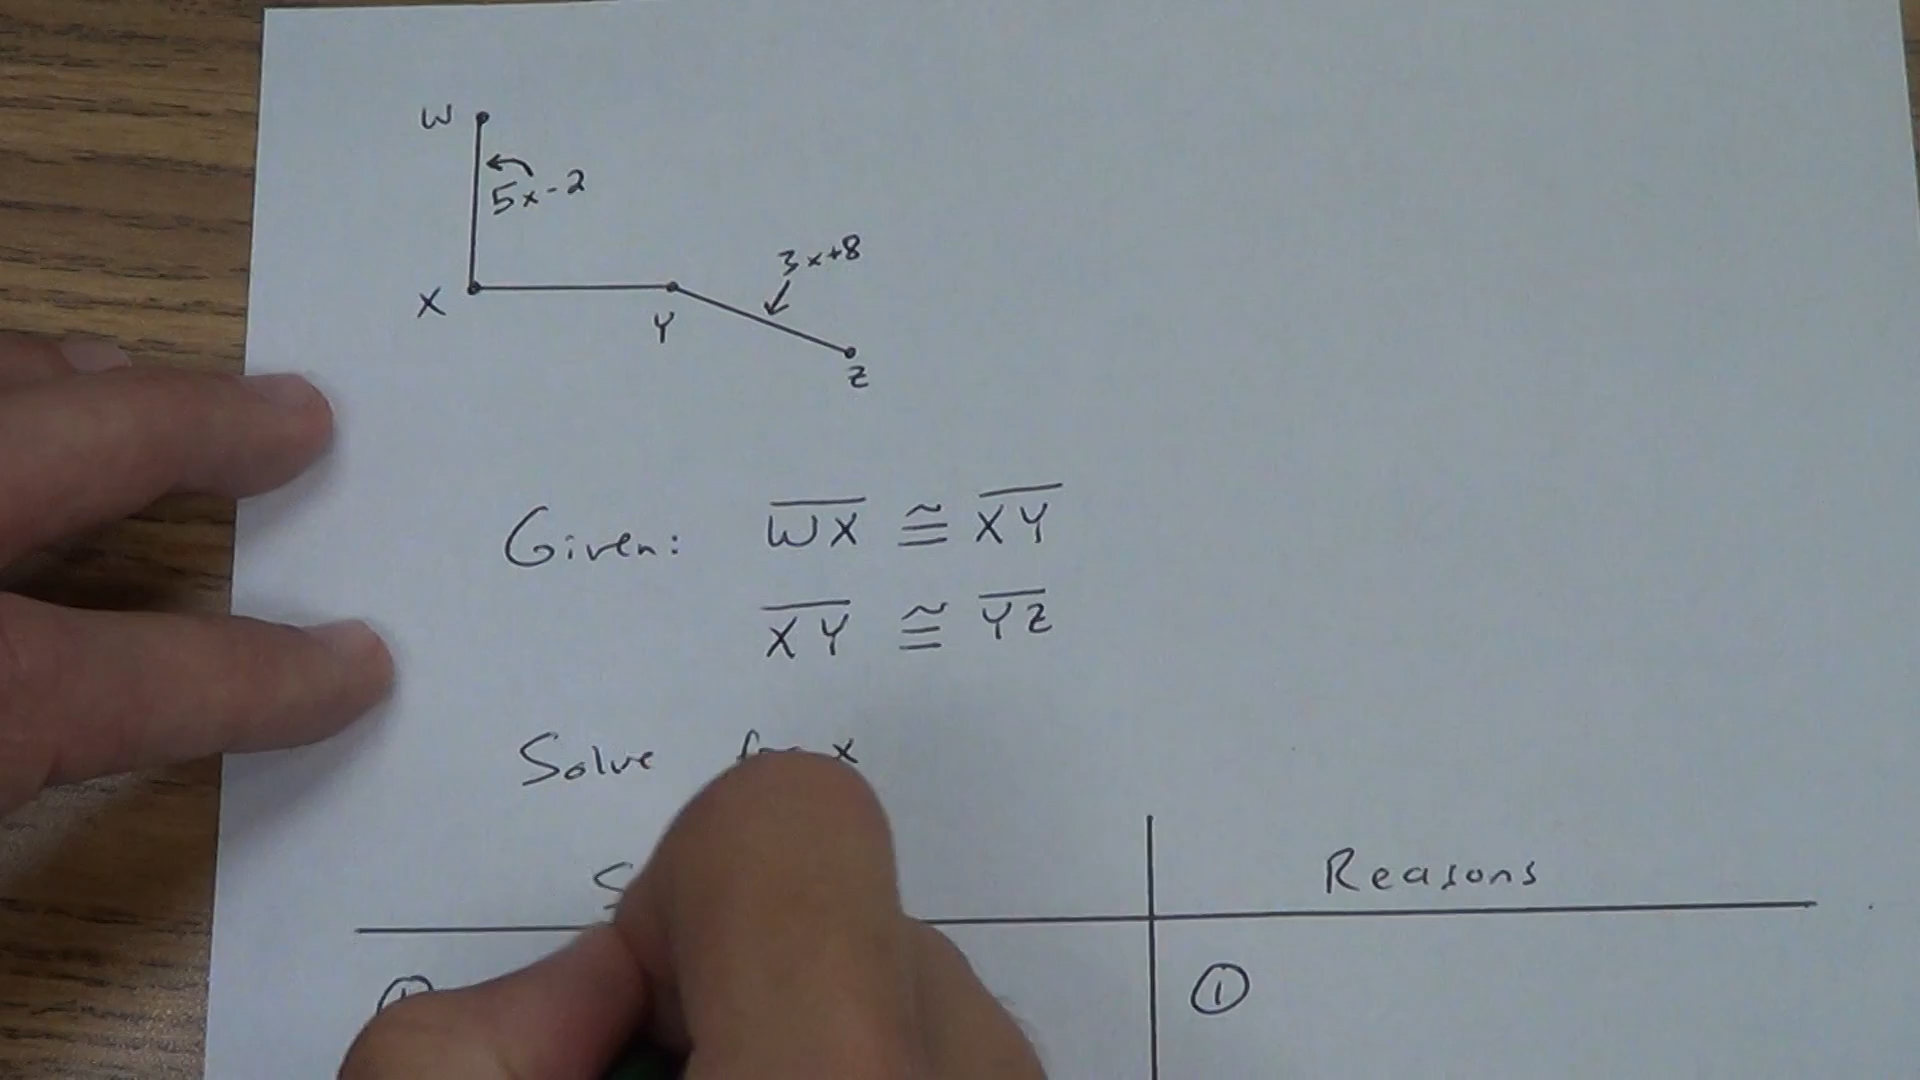 W
5x-2
3x+8
X
Y
Z
Given: WX ≅ XY
XY ≅ YZ
Solve x
Reasons
①